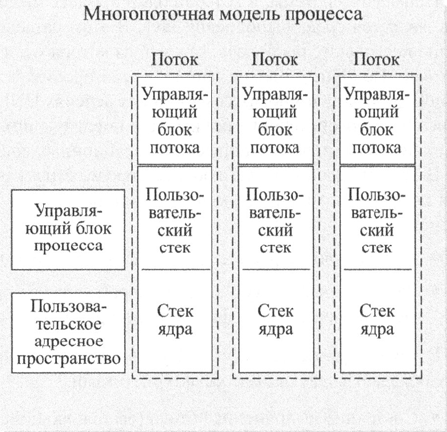 Многопоточная модель процесса
Поток
Поток
Поток
Управля-
ющий
блок
потока
Управля-
ющий
блок
потока
Управля-
ющий
блок
потока
Управля-
ющий блок
процесса
Пользо-
ватель-
ский
стек
Пользо-
ватель-
ский
стек
Пользо-
ватель-
ский
стек
Пользова-
тельское
адресное
пространство
Стек
ядра
Стек
ядра
Стек
ядра